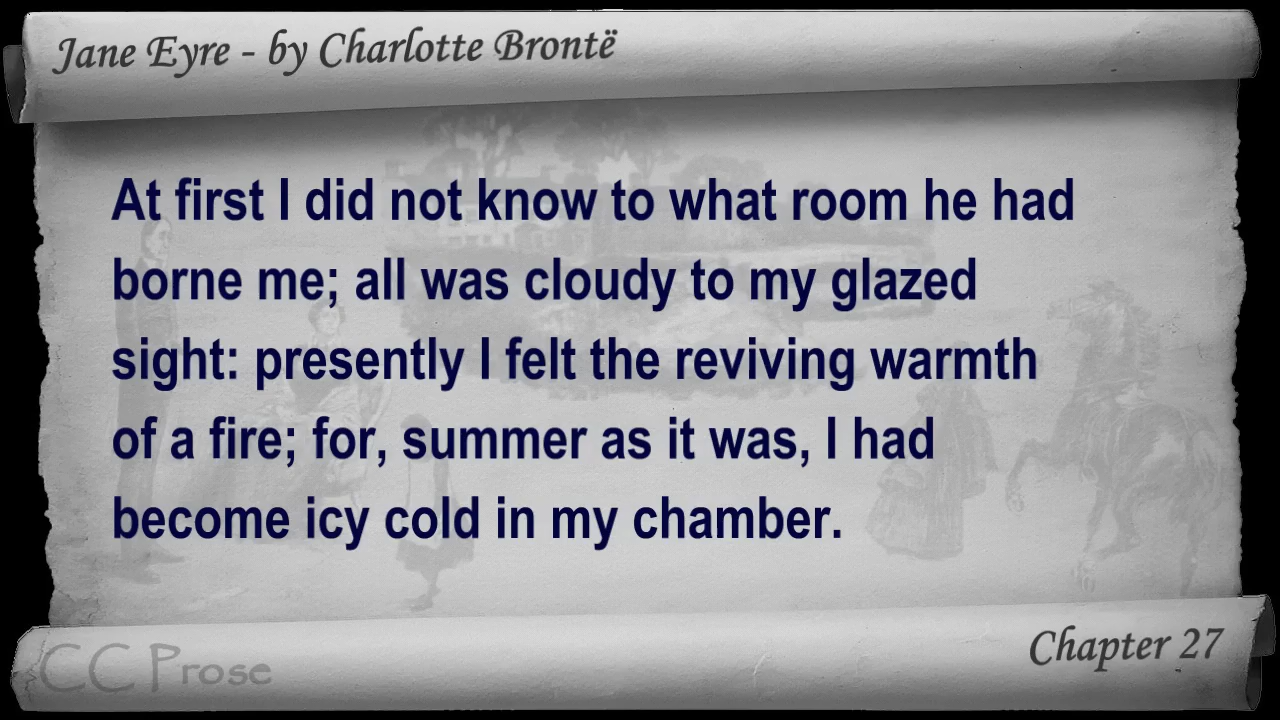 Jane Eyre - by Charlotte Brontë
At first I did not know to what room he had
borne me; all was cloudy to my glazed
sight: presently I felt the reviving warmth
of a fire; for, summer as it was, I had
become icy cold in my chamber.
Chapter 27
CC Prose